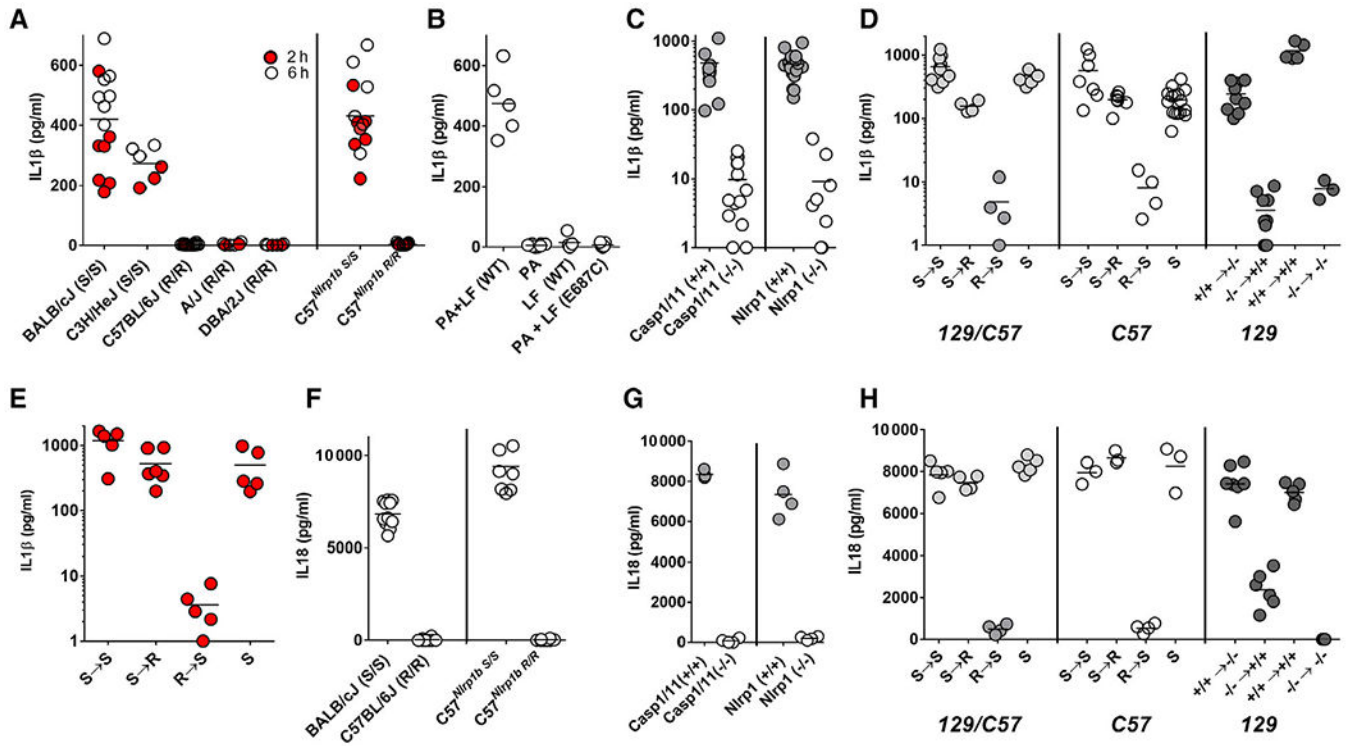 A
IL1β (pg/ml)
600
400
200
0
2 h
6 h
BALB/cJ (S/S)
C3H/HeJ (S/S)
C57BL/6J (R/R)
A/J (R/R)
DBA/2J (R/R)
C57Nlrp1b S/S
C57Nlrp1b R/R
B
IL1β (pg/ml)
600
400
200
0
PA+LF (WT)
PA
LF (WT)
PA + LF (E687C)
C
IL1β (pg/ml)
1000
100
10
1
Casp1/11 (+/+)
Casp1/11 (-/-)
Nlrp1 (+/+)
Nlrp1 (-/-)
D
IL1β (pg/ml)
1000
100
10
1
S→S
S→R
R→S
S
S→S
S→R
R→S
S
+/+ → -/-
-/- → +/+
+/+ → +/+
-/- → -/-
129/C57
C57
129
E
IL1β (pg/ml)
1000
100
10
1
S→S
S→R
R→S
S
F
IL18 (pg/ml)
10000
5000
0
BALB/cJ (S/S)
C57BL/6J (R/R)
C57Nlrp1b S/S
C57Nlrp1b R/R
G
IL18 (pg/ml)
10000
8000
6000
4000
2000
0
Casp1/11(+/+)
Casp1/11(-/-)
Nlrp1 (+/+)
Nlrp1 (-/-)
H
IL18 (pg/ml)
10000
8000
6000
4000
2000
0
S→S
S→R
R→S
S
S→S
S→R
R→S
S
+/+ → -/-
-/- → +/+
+/+ → +/+
-/- → -/-
129/C57
C57
129